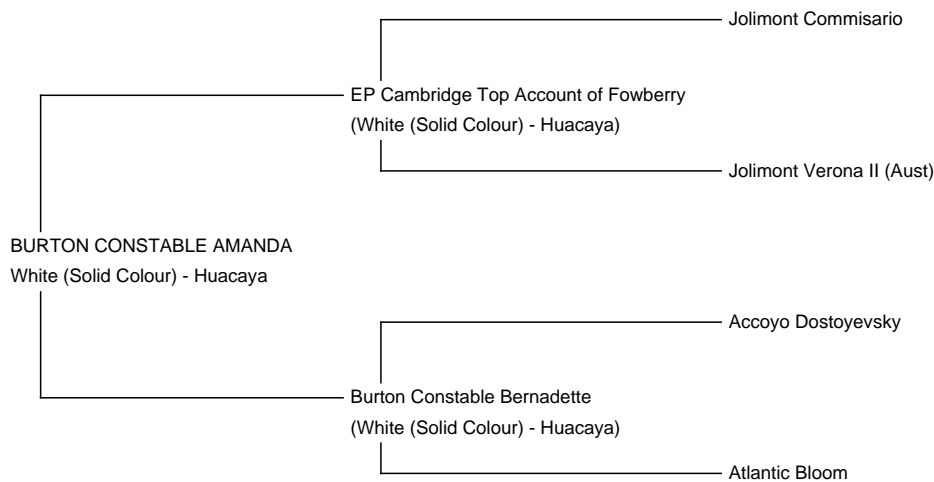 Jolimont Commisario
EP Cambridge Top Account of Fowberry
(White (Solid Colour) - Huacaya)
Jolimont Verona II (Aust)
BURTON CONSTABLE AMANDA
White (Solid Colour) - Huacaya
Accoyo Dostoyevsky
Burton Constable Bernadette
(White (Solid Colour) - Huacaya)
Atlantic Bloom